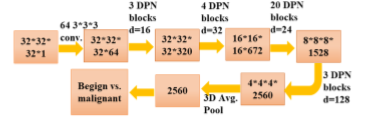 64 3*3*3
conv.
3 DPN
blocks
d=16
4 DPN
blocks
d=32
20 DPN
blocks
d=24
32*32*
32*1
32*32*
32*64
32*32*
32*320
16*16*
16*672
8*8*8*
1528
3 DPN
blocks
d=128
4*4*4*
2560
3D Avg.
Pool
2560
Begign vs.
malignant